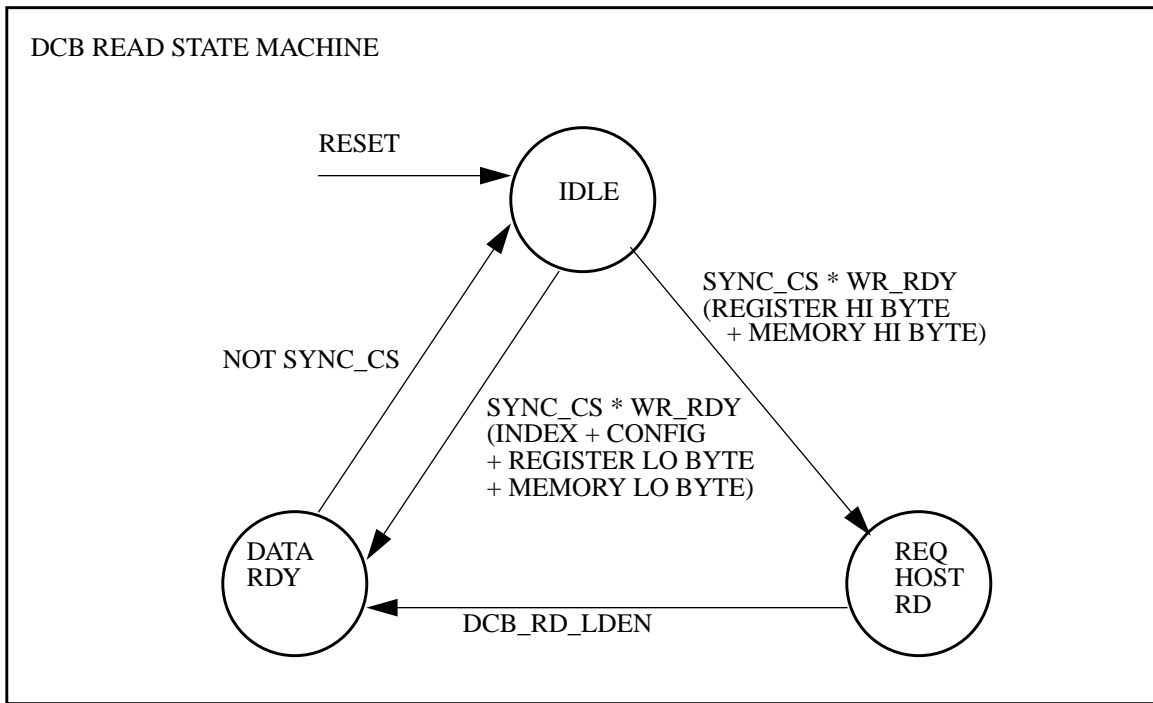 DCB READ STATE MACHINE
RESET
IDLE
SYNC_CS * WR_RDY
(REGISTER HI BYTE
+ MEMORY HI BYTE)
NOT SYNC_CS
SYNC_CS * WR_RDY
(INDEX + CONFIG
+ REGISTER LO BYTE
+ MEMORY LO BYTE)
DATA
RDY
REQ
HOST
RD
DCB_RD_LDEN